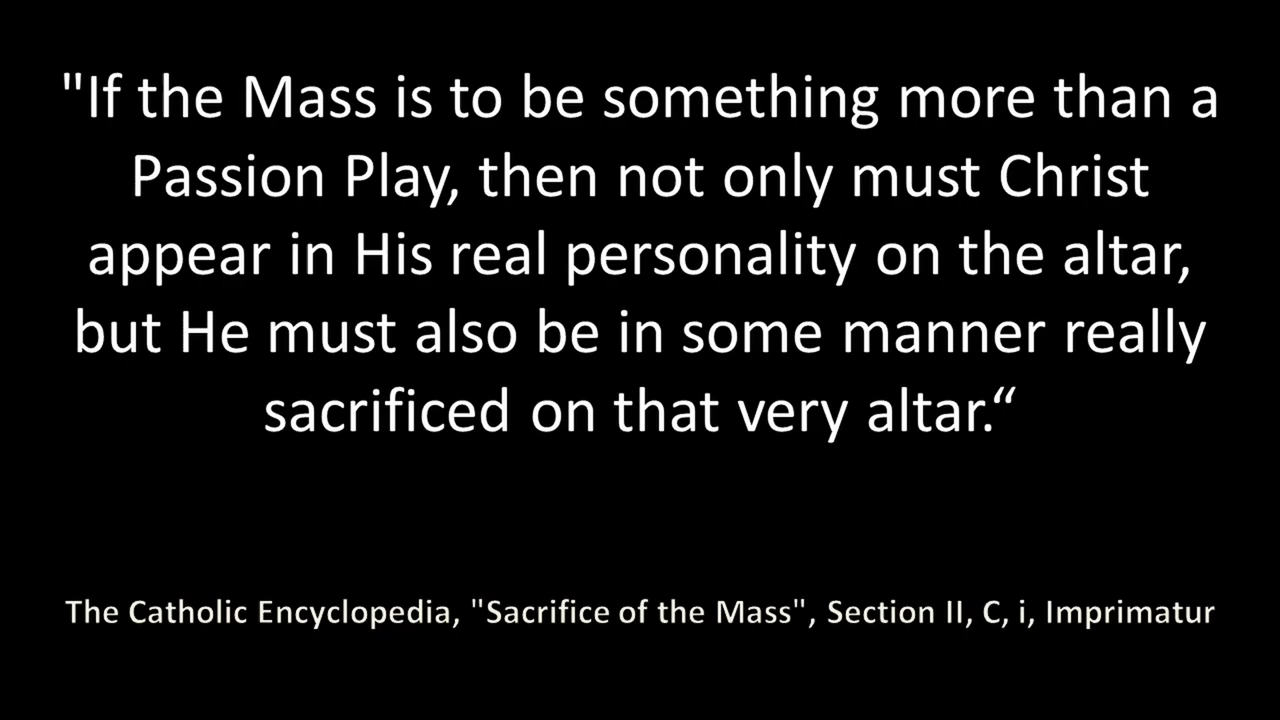 "If the Mass is to be something more than a
Passion Play, then not only must Christ
appear in His real personality on the altar,
but He must also be in some manner really
sacrificed on that very altar.“
The Catholic Encyclopedia, "Sacrifice of the Mass", Section II, C, i, Imprimatur